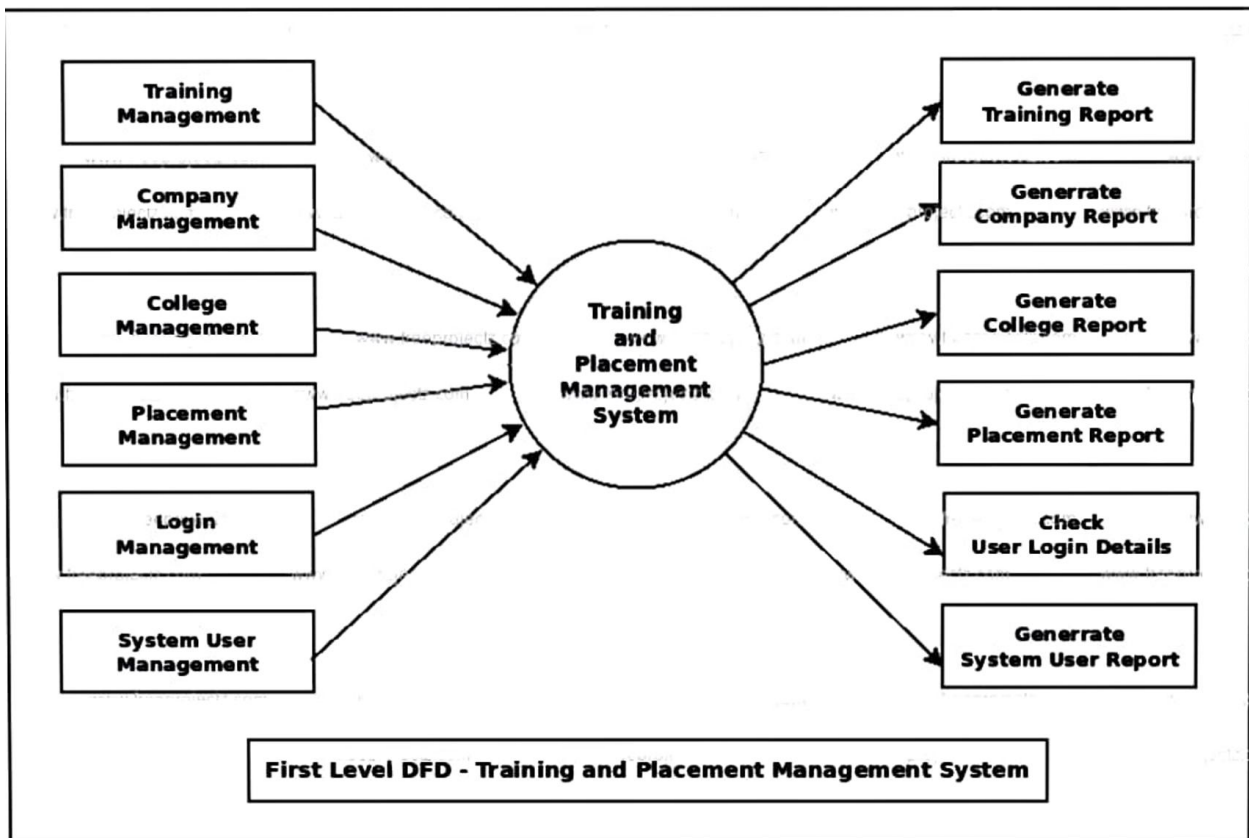 Training
Management
Company
Management
College
Management
Placement
Management
Login
Management
System User
Management
Training
and
Placement
Management
System
Generate
Training Report
Generrate
Company Report
Generate
College Report
Generate
Placement Report
Check
User Login Details
Generrate
System User Report
First Level DFD - Training and Placement Management System